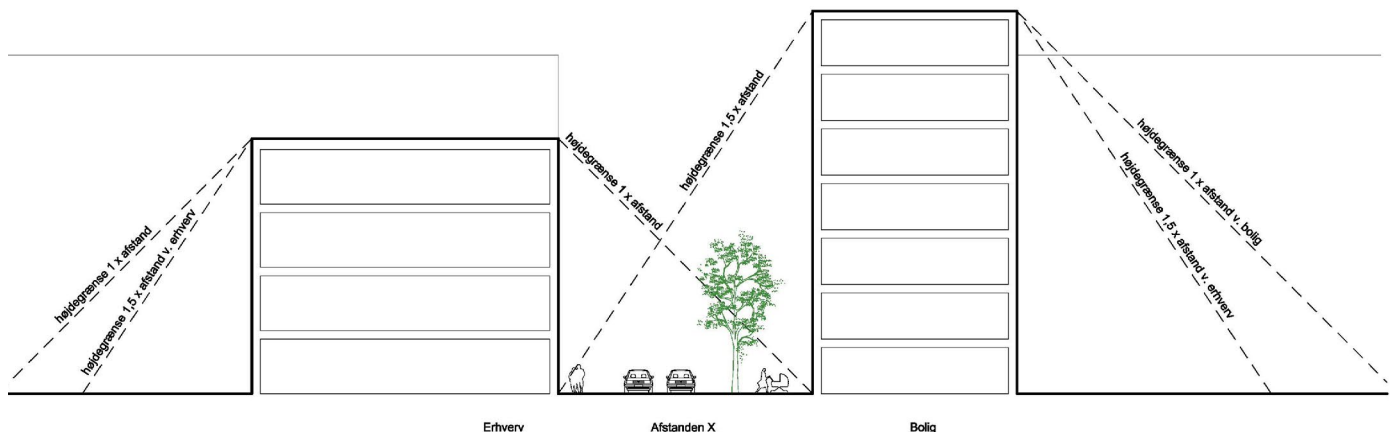 højdegrænse 1 x afstand
højdegrænse 1,5 x afstand v. erhverv
højdegrænse 1 x afstand
højdegrænse 1,5 x afstand
højdegrænse 1 x afstand v. bolig
højdegrænse 1,5 x afstand v. erhverv
Erhverv
Afstanden X
Bolig